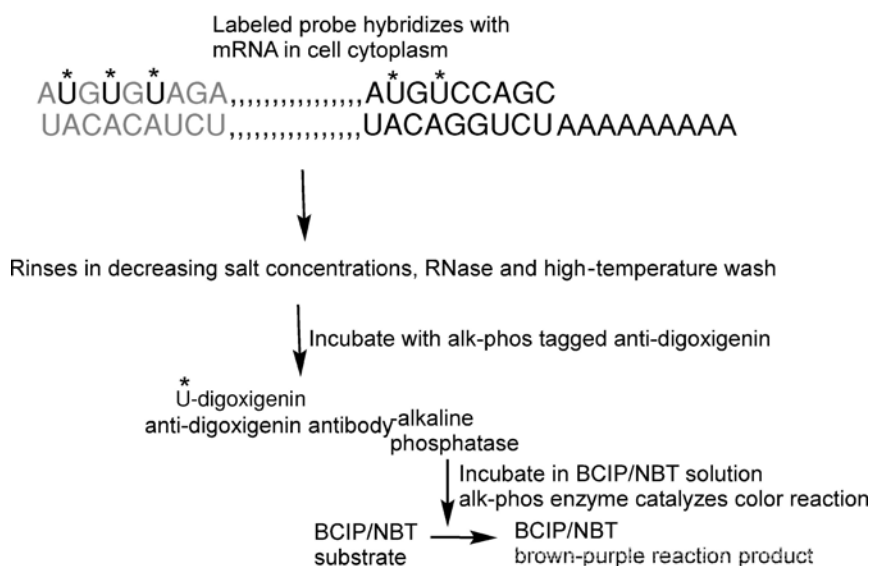 Labeled probe hybridizes with
mRNA in cell cytoplasm
* * * * *
AUGUGUAGA,,,,,,,,,,,,,,,,,AUGUCCAGC
UACACAUCU,,,,,,,,,,,,,,,,,UACAGGUCUAAAAAAAAA
Rinses in decreasing salt concentrations, RNase and high-temperature wash
Incubate with alk-phos tagged anti-digoxigenin
*
U-digoxigenin
anti-digoxigenin antibody-alkaline
phosphatase
Incubate in BCIP/NBT solution
alk-phos enzyme catalyzes color reaction
BCIP/NBT BCIP/NBT
substrate brown-purple reaction product